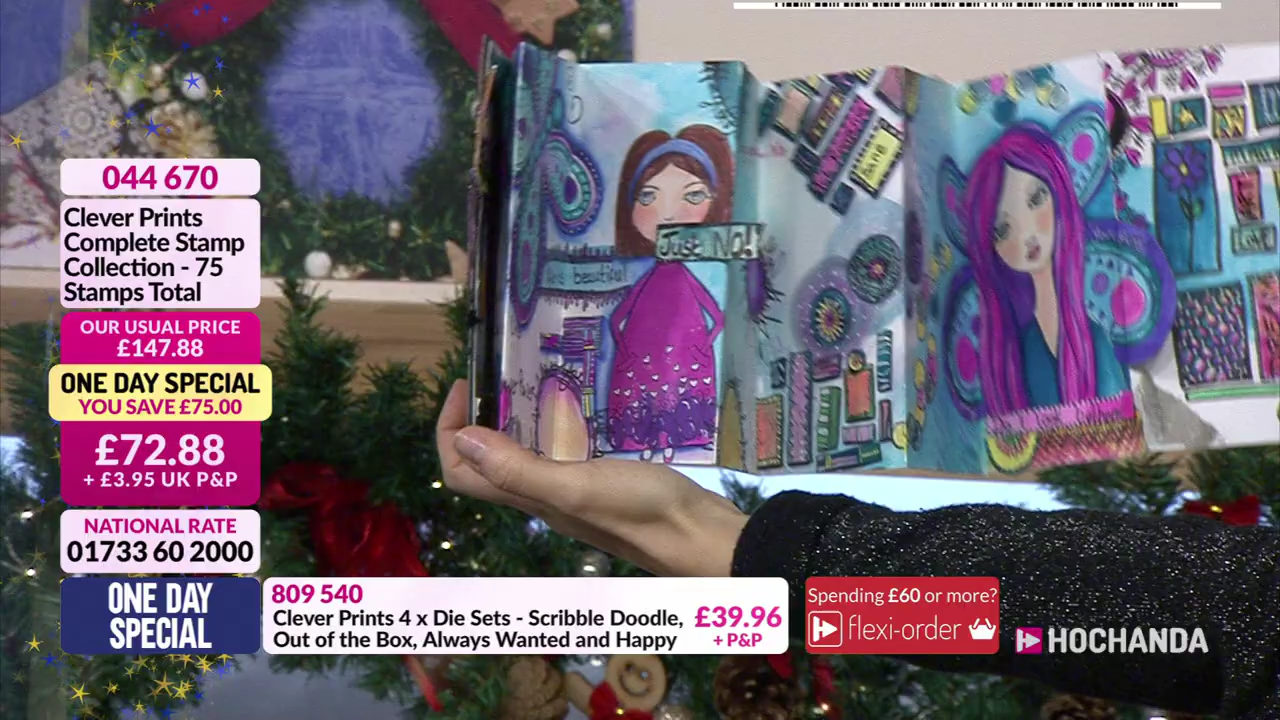 044 670
Clever Prints
Complete Stamp
Collection - 75
Stamps Total
OUR USUAL PRICE
£147.88
ONE DAY SPECIAL
YOU SAVE £75.00
£72.88
+ £3.95 UK P&P
NATIONAL RATE
01733 60 2000
ONE DAY
SPECIAL
809 540
Clever Prints 4 x Die Sets - Scribble Doodle,
Out of the Box, Always Wanted and Happy
£39.96
+ P&P
Spending £60 or more?
flexi-order
HOCHANDA
Just NO!
beautiful